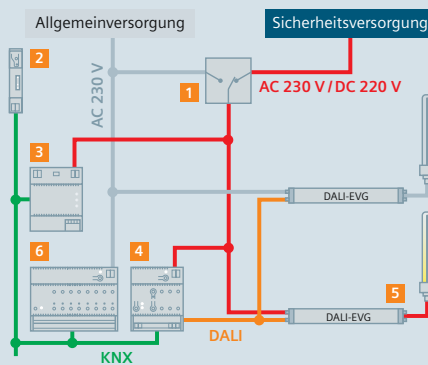 Allgemeinversorgung
Sicherheitsversorgung
2
AC 230 V
1
AC 230 V / DC 220 V
3
DALI-EVG
6
4
5
DALI-EVG
DALI
KNX